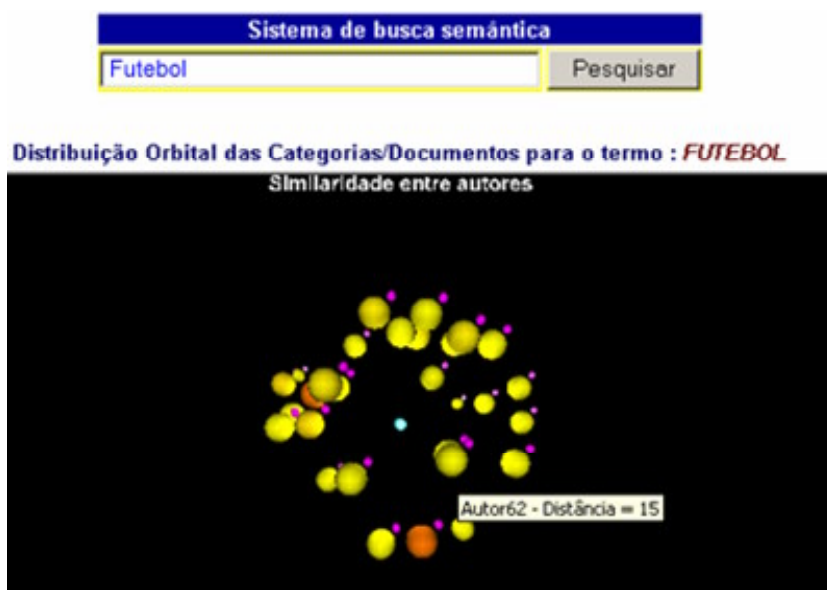 Sistema de busca semântica
Futebol
Pesquisar
Distribuição Orbital das Categorias/Documentos para o termo : FUTEBOL
Similaridade entre autores
Autor62 - Distância = 15